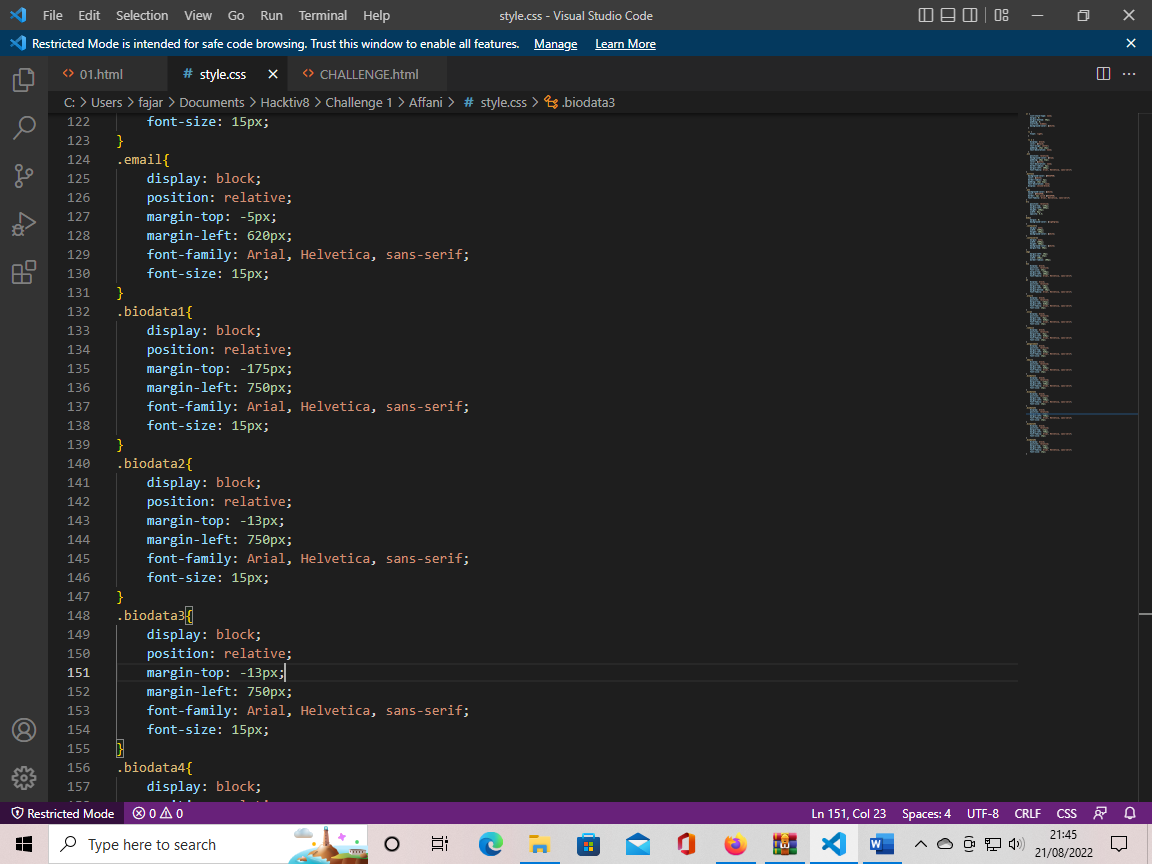 File Edit Selection View Go Run Terminal Help style.css - Visual Studio Code
Restricted Mode is intended for safe code browsing. Trust this window to enable all features. Manage Learn More
<> 01.html # style.css <> CHALLENGE.html
C: > Users > fajar > Documents > Hacktiv8 > Challenge 1 > Affani > # style.css > .biodata3
122 font-size: 15px;
123 }
124 .email{
125 display: block;
126 position: relative;
127 margin-top: -5px;
128 margin-left: 620px;
129 font-family: Arial, Helvetica, sans-serif;
130 font-size: 15px;
131 }
132 .biodata1{
133 display: block;
134 position: relative;
135 margin-top: -175px;
136 margin-left: 750px;
137 font-family: Arial, Helvetica, sans-serif;
138 font-size: 15px;
139 }
140 .biodata2{
141 display: block;
142 position: relative;
143 margin-top: -13px;
144 margin-left: 750px;
145 font-family: Arial, Helvetica, sans-serif;
146 font-size: 15px;
147 }
148 .biodata3{
149 display: block;
150 position: relative;
151 margin-top: -13px;
152 margin-left: 750px;
153 font-family: Arial, Helvetica, sans-serif;
154 font-size: 15px;
155 }
156 .biodata4{
157 display: block;
Restricted Mode 0 0 Ln 151, Col 23 Spaces: 4 UTF-8 CRLF CSS
Type here to search
21:45
21/08/2022